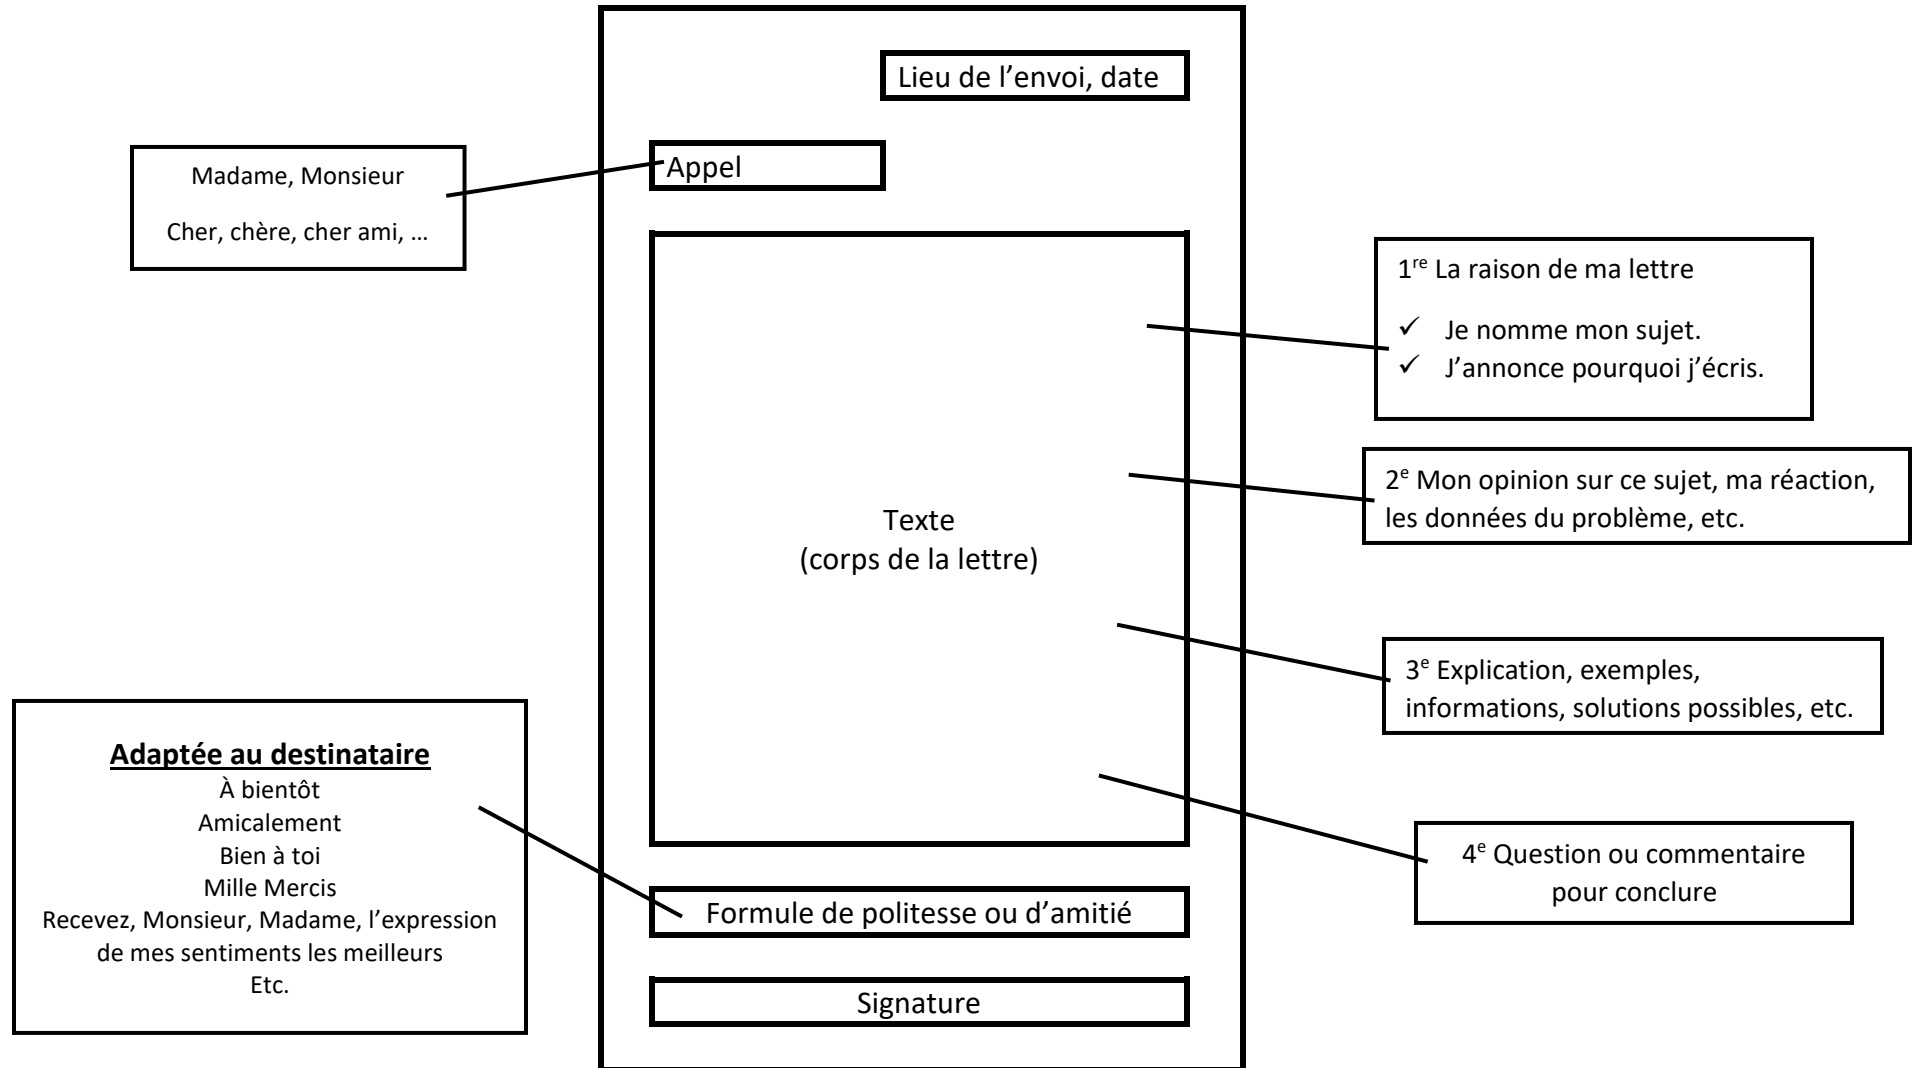 Lieu de l’envoi, date
Appel
Madame, Monsieur
Cher, chère, cher ami, …
Texte
(corps de la lettre)
1re La raison de ma lettre
✓ Je nomme mon sujet.
✓ J’annonce pourquoi j’écris.
2e Mon opinion sur ce sujet, ma réaction,
les données du problème, etc.
3e Explication, exemples,
informations, solutions possibles, etc.
4e Question ou commentaire
pour conclure
Adaptée au destinataire
À bientôt
Amicalement
Bien à toi
Mille Mercis
Recevez, Monsieur, Madame, l’expression
de mes sentiments les meilleurs
Etc.
Formule de politesse ou d’amitié
Signature